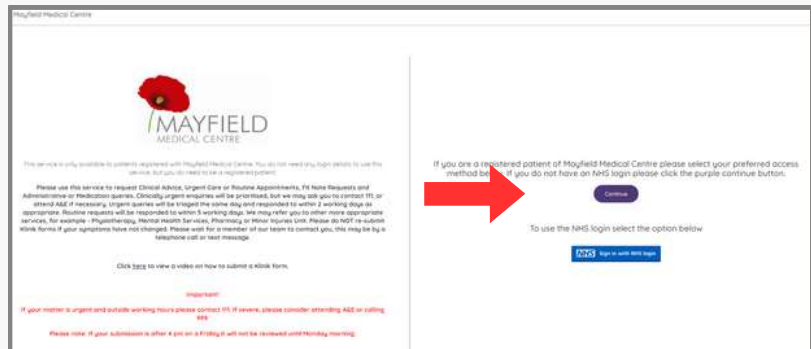 Mayfield Medical Centre
MAYFIELD
MEDICAL CENTRE
This service is only available to patients registered with Mayfield Medical Centre. You do not need any login details to use this
service, but you do need to be a registered patient.
Please use this service to request Clinical Advice, Urgent Care or Routine Appointments, Fit Note Requests and
Administrative or Medication queries. Clinically urgent enquiries will be prioritised, but we may ask you to contact 111, or
attend A&E if necessary. Urgent queries will be triaged the same day and responded to within 2 working days as
appropriate. Routine requests will be responded to within 5 working days. We may refer you to other more appropriate
services, for example - Physiotherapy, Mental Health Services, Pharmacy or Minor Injuries Unit. Please do NOT re-submit
Klinik forms if your symptoms have not changed. Please wait for a member of our team to contact you, this may be by a
telephone call or text message.
Click here to view a video on how to submit a Klinik form.
Important!
If your matter is urgent and outside working hours please contact 111. If severe, please consider attending A&E or calling
999
Please note: If your submission is after 4 pm on a Friday it will not be reviewed until Monday morning.
If you are a registered patient of Mayfield Medical Centre please select your preferred access
method below. If you do not have an NHS login please click the purple continue button.
Continue
To use the NHS login select the option below
NHS Sign in with NHS login